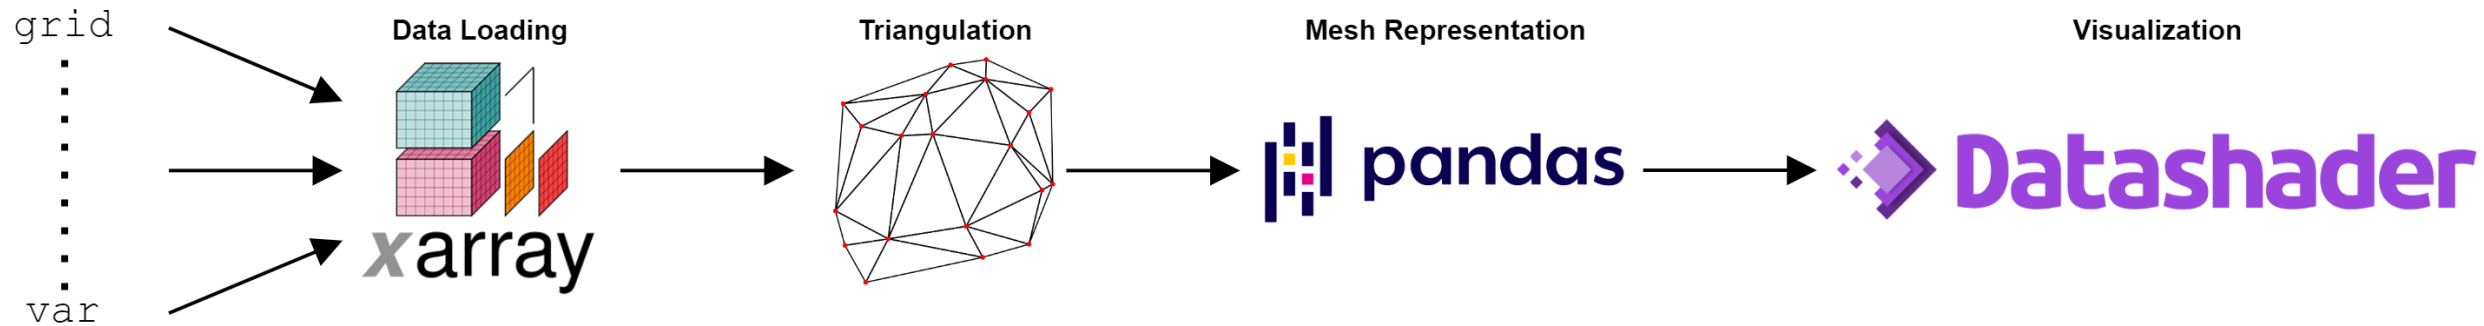 grid
var
Data Loading
xarray
Triangulation
Mesh Representation
pandas
Visualization
Datashader